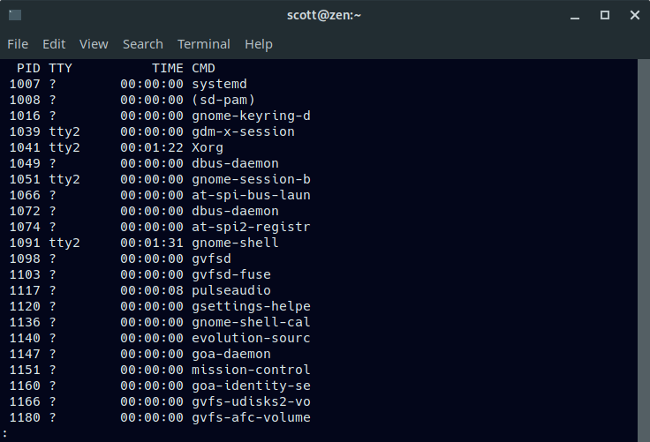 scott@zen:~
File Edit View Search Terminal Help
PID TTY TIME CMD
1007 ? 00:00:00 systemd
1008 ? 00:00:00 (sd-pam)
1016 ? 00:00:00 gnome-keyring-d
1039 tty2 00:00:00 gdm-x-session
1041 tty2 00:01:22 Xorg
1049 ? 00:00:00 dbus-daemon
1051 tty2 00:00:00 gnome-session-b
1066 ? 00:00:00 at-spi-bus-laun
1072 ? 00:00:00 dbus-daemon
1074 ? 00:00:00 at-spi2-registr
1091 tty2 00:01:31 gnome-shell
1098 ? 00:00:00 gvfsd
1103 ? 00:00:00 gvfsd-fuse
1117 ? 00:00:08 pulseaudio
1120 ? 00:00:00 gsettings-helpe
1136 ? 00:00:00 gnome-shell-cal
1140 ? 00:00:00 evolution-sourc
1147 ? 00:00:00 goa-daemon
1151 ? 00:00:00 mission-control
1160 ? 00:00:00 goa-identity-se
1166 ? 00:00:00 gvfs-udisks2-vo
1180 ? 00:00:00 gvfs-afc-volume
: